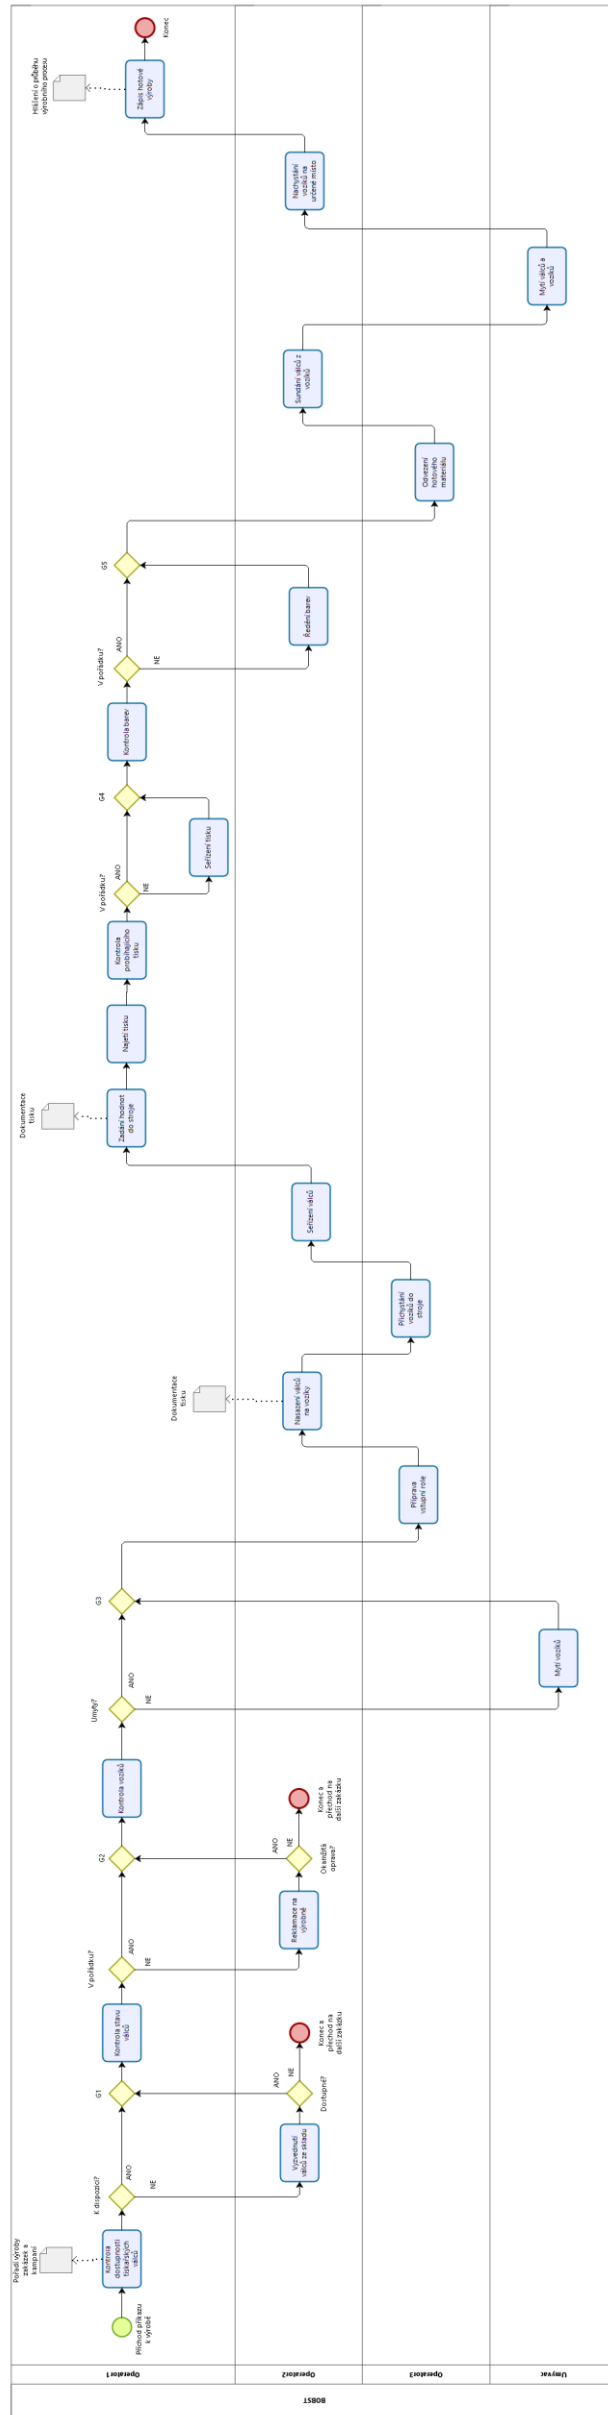 Hlášení o průběhu
výrobního procesu
Konec
Zápis hotové
výroby
Nachystání
vozíků na
určené místo
Mytí válců a
vozíků
Sundání válců z
vozíků
Odvezení
hotového
materiálu
G5
ANO
V pořádku?
NE
Ředění barev
Kontrola barev
G4
ANO
V pořádku?
NE
Seřízení tisku
Kontrola
probíhajícího
tisku
Najetí tisku
Dokumentace
tisku
Zadání hodnot
do stroje
Seřízení válců
Přichystání
vozíků do
stroje
Dokumentace
tisku
Nasazení válců
na vozíky
Příprava
vstupní role
G3
ANO
Umyty?
NE
Mytí vozíků
Kontrola vozíků
Konec a
přechod na
další zakázku
G2
ANO
NE
Okamžitá
oprava?
V pořádku?
ANO
NE
Reklamace na
výrobně
Kontrola stavu
válců
Konec a
přechod na
další zakázku
G1
ANO
NE
Dostupné?
K dispozici?
ANO
NE
Vyzvednutí
válců ze skladu
Pořadí výroby
zakázek a
kampaní
Kontrola
dostupnosti
tiskařských
válců
Příchod příkazu
k výrobě
Operator1
Operator2
Operator3
Umyvac
BOBST